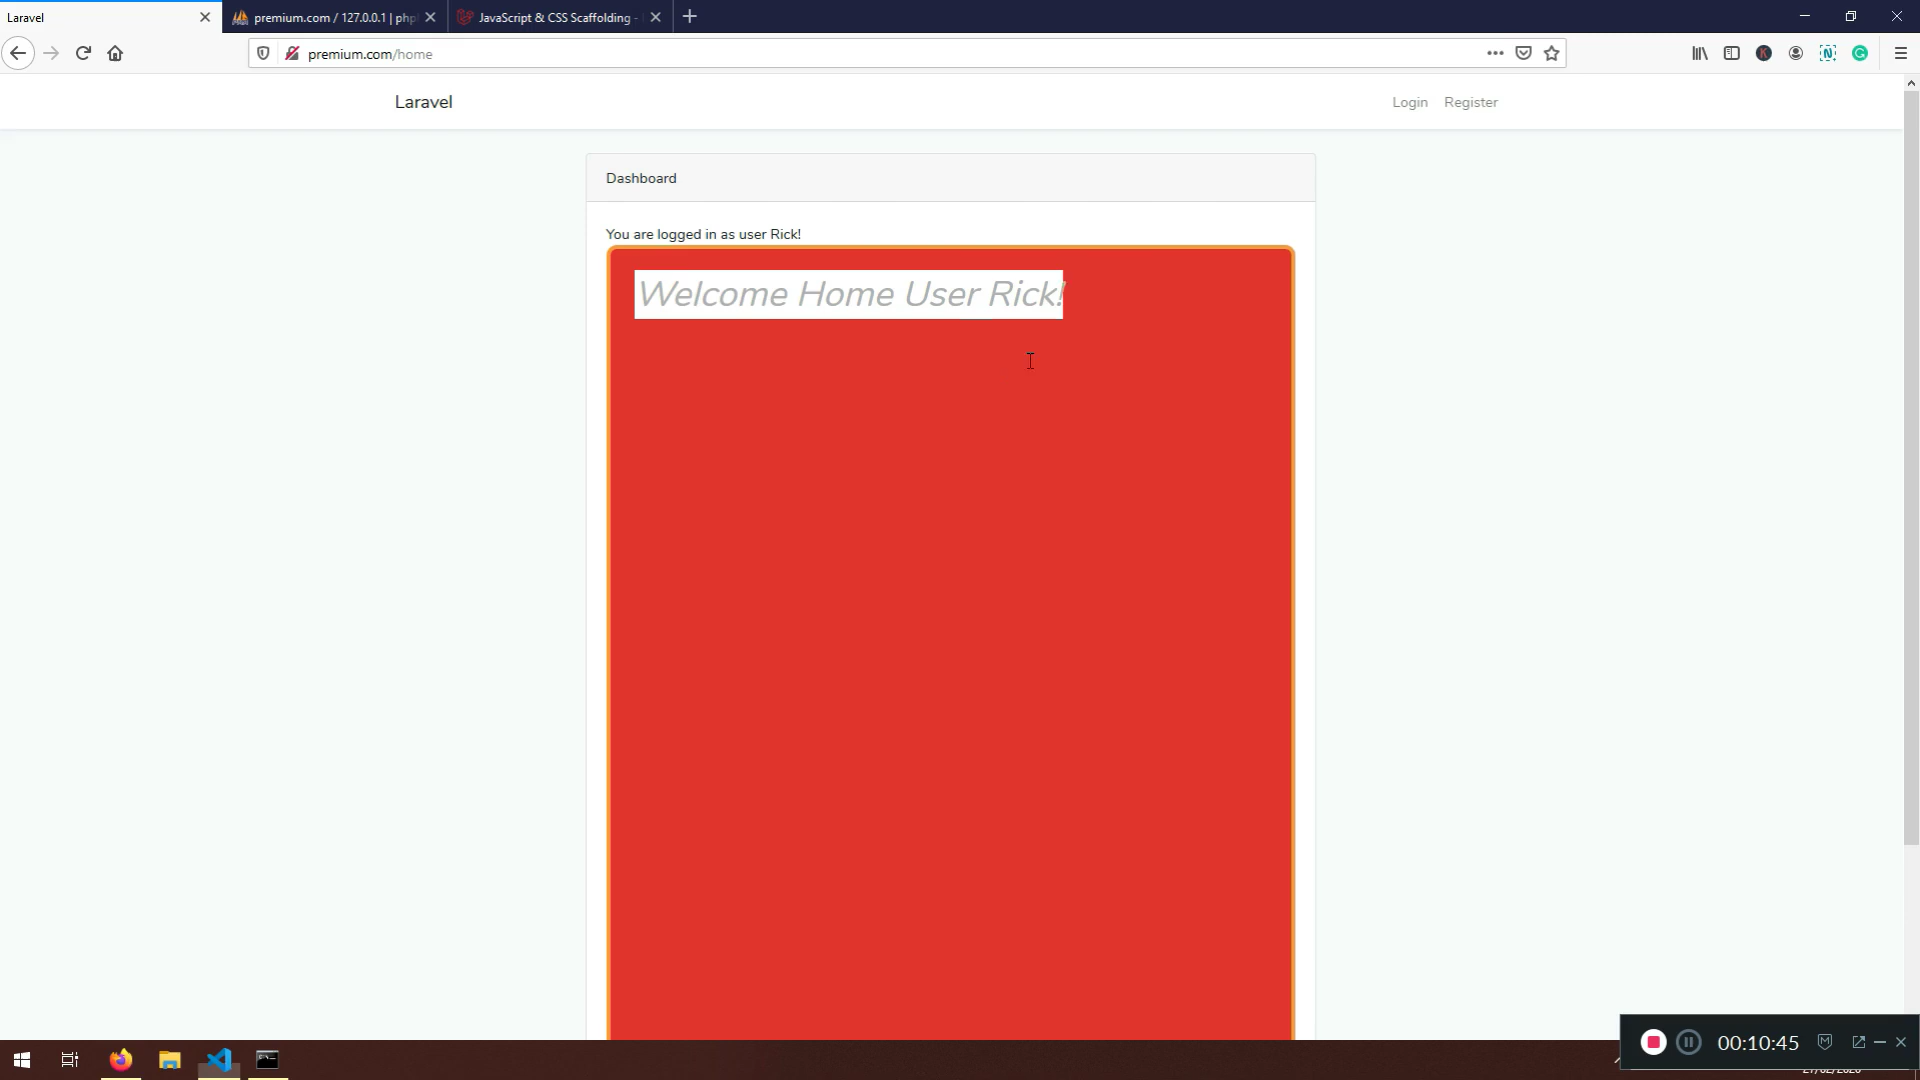 Laravel
premium.com / 127.0.0.1 | php
JavaScript & CSS Scaffolding -
premium.com/home
Laravel
Login
Register
Dashboard
You are logged in as user Rick!
Welcome Home User Rick!
00:10:45